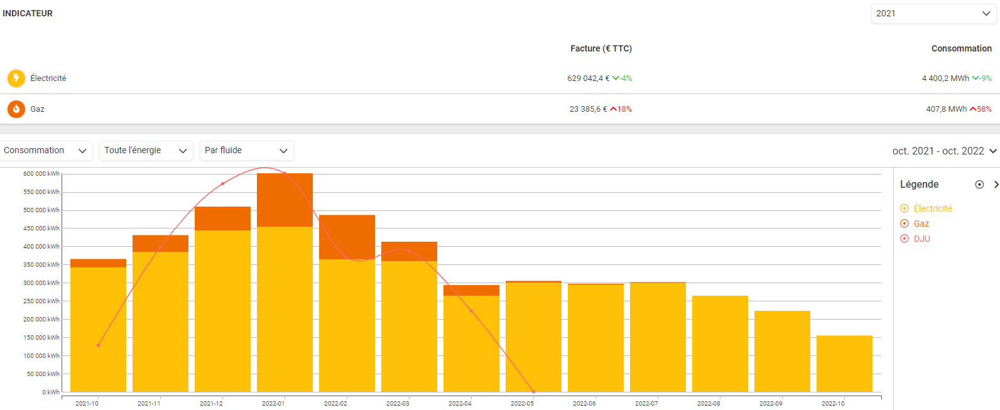 INDICATEUR
2021
Facture (€ TTC)
Consommation
Électricité
629 042,4 € -4%
4 400,2 MWh -9%
Gaz
23 385,6 € 18%
407,8 MWh 58%
Consommation
Toute l'énergie
Par fluide
oct. 2021 - oct. 2022
600 000 kWh
550 000 kWh
500 000 kWh
450 000 kWh
400 000 kWh
350 000 kWh
300 000 kWh
250 000 kWh
200 000 kWh
150 000 kWh
100 000 kWh
50 000 kWh
0 kWh
2021-10
2021-11
2021-12
2022-01
2022-02
2022-03
2022-04
2022-05
2022-06
2022-07
2022-08
2022-09
2022-10
Légende
Électricité
Gaz
DJU